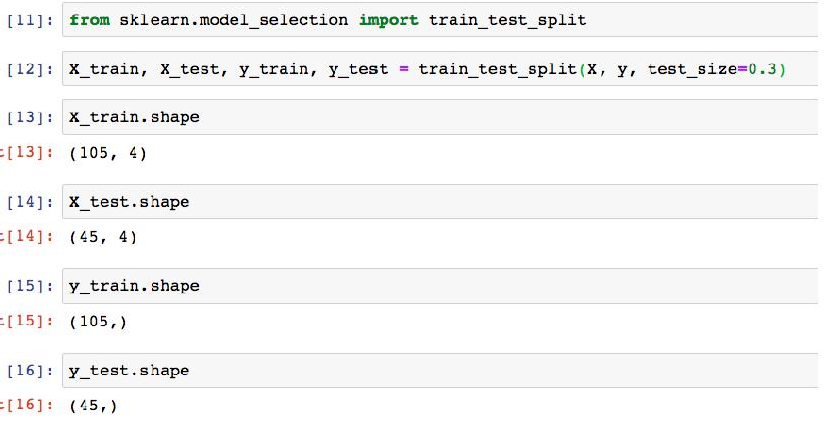 [11]: from sklearn.model_selection import train_test_split
[12]: X_train, X_test, y_train, y_test = train_test_split(X, y, test_size=0.3)
[13]: X_train.shape
t[13]: (105, 4)
[14]: X_test.shape
t[14]: (45, 4)
[15]: y_train.shape
t[15]: (105,)
[16]: y_test.shape
t[16]: (45,)